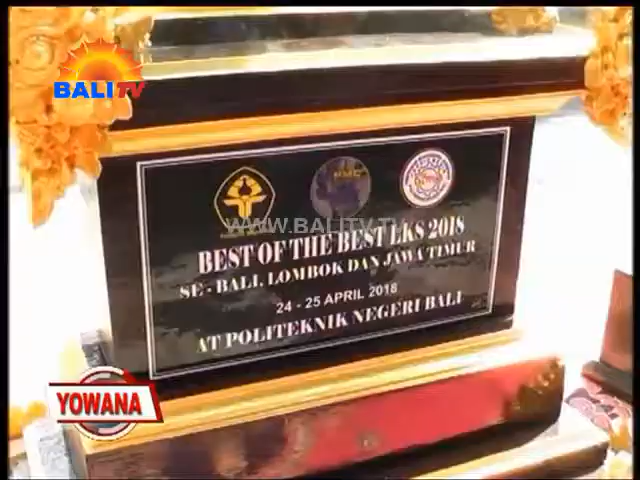 BALI TV
WWW.BALITV.TV
BEST OF THE BEST LKS 2018
SE - BALI, LOMBOK DAN JAWA TIMUR
24 - 25 APRIL 2018
AT POLITEKNIK NEGERI BALI
YOWANA